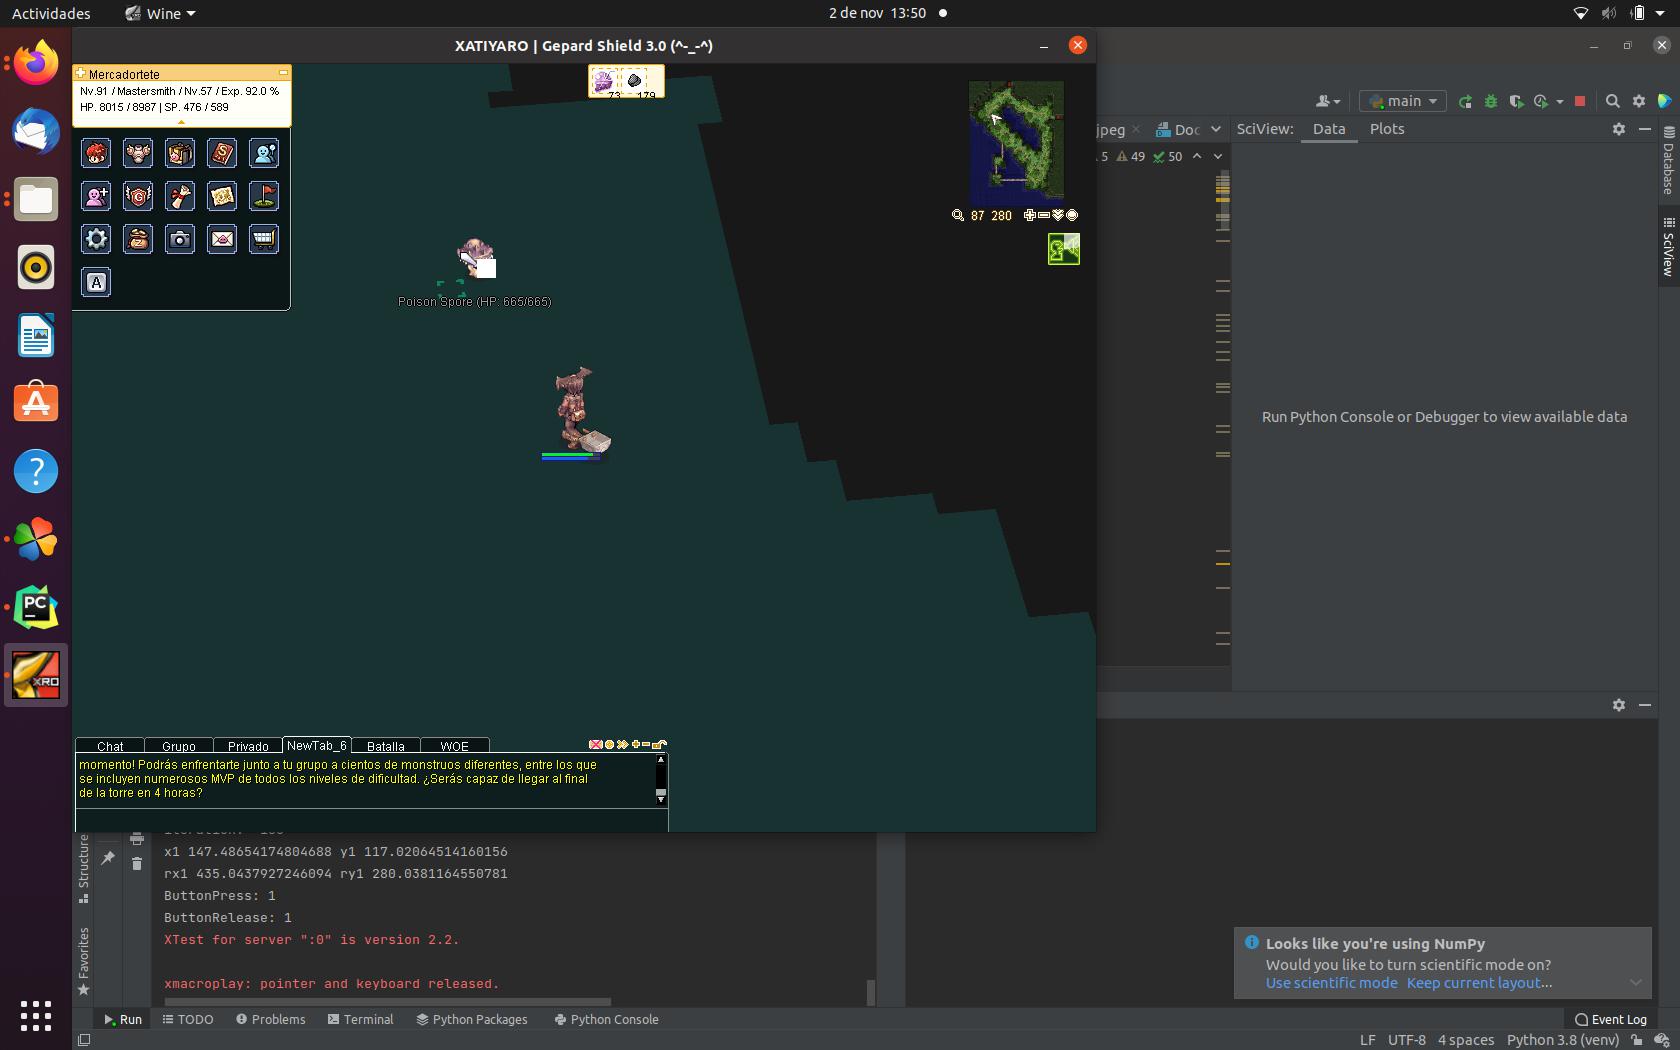 Actividades
Wine
2 de nov 13:50
XATIYARO | Gepard Shield 3.0 (^-_-^)
Mercadortete
Nv.91 / Mastersmith / Nv.57 / Exp. 92.0 %
HP. 8015 / 8987 | SP. 476 / 589
A
73 179
87 280
Poison Spore (HP: 665/665)
main
jpeg
Doc
SciView:
Data
Plots
5 49 50
Database
SciView
Run Python Console or Debugger to view available data
PC
XRO
Chat
Grupo
Privado
NewTab_6
Batalla
WOE
momento! Podrás enfrentarte junto a tu grupo a cientos de monstruos diferentes, entre los que
se incluyen numerosos MVP de todos los niveles de dificultad. ¿Serás capaz de llegar al final
de la torre en 4 horas?
x1 147.48654174804688 y1 117.02064514160156
rx1 435.0437927246094 ry1 280.0381164550781
ButtonPress: 1
ButtonRelease: 1
XTest for server ":0" is version 2.2.
xmacroplay: pointer and keyboard released.
Structure
Favorites
Looks like you're using NumPy
Would you like to turn scientific mode on?
Use scientific mode Keep current layout...
Run
TODO
Problems
Terminal
Python Packages
Python Console
Event Log
LF UTF-8 4 spaces Python 3.8 (venv)